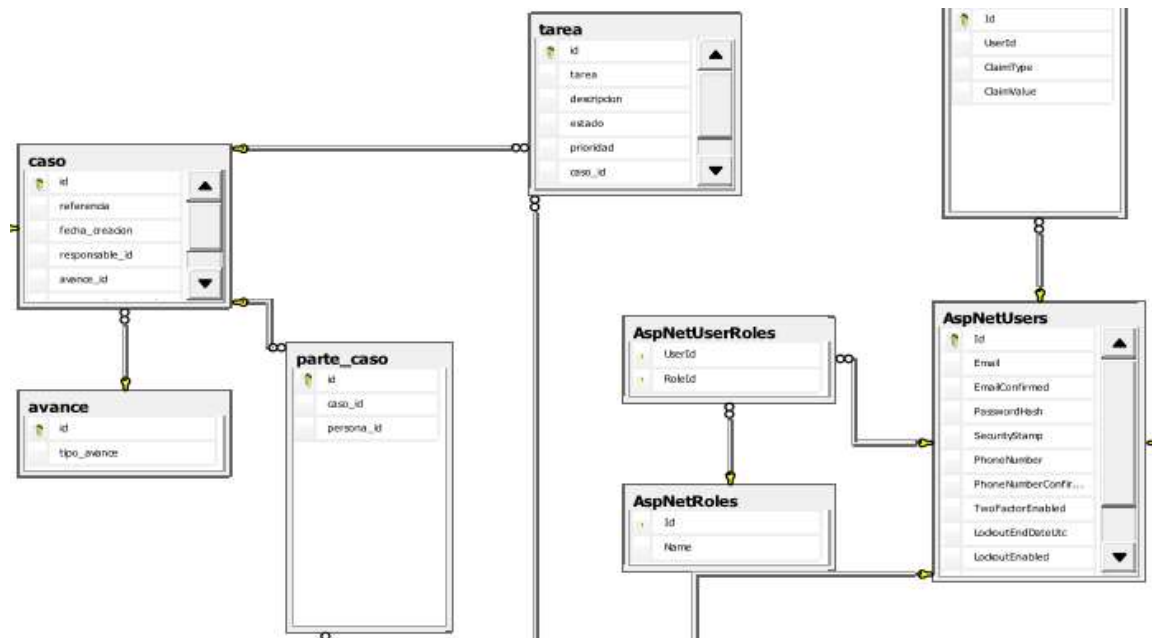 tarea
id
tarea
descripcion
estado
prioridad
caso_id
Id
UserId
ClaimType
ClaimValue
caso
id
referencia
fecha_creacion
responsable_id
avance_id
avance
id
tipo_avance
parte_caso
id
caso_id
persona_id
AspNetUserRoles
UserId
RoleId
AspNetRoles
Id
Name
AspNetUsers
Id
Email
EmailConfirmed
PasswordHash
SecurityStamp
PhoneNumber
PhoneNumberConfir...
TwoFactorEnabled
LockoutEndDateUtc
LockoutEnabled